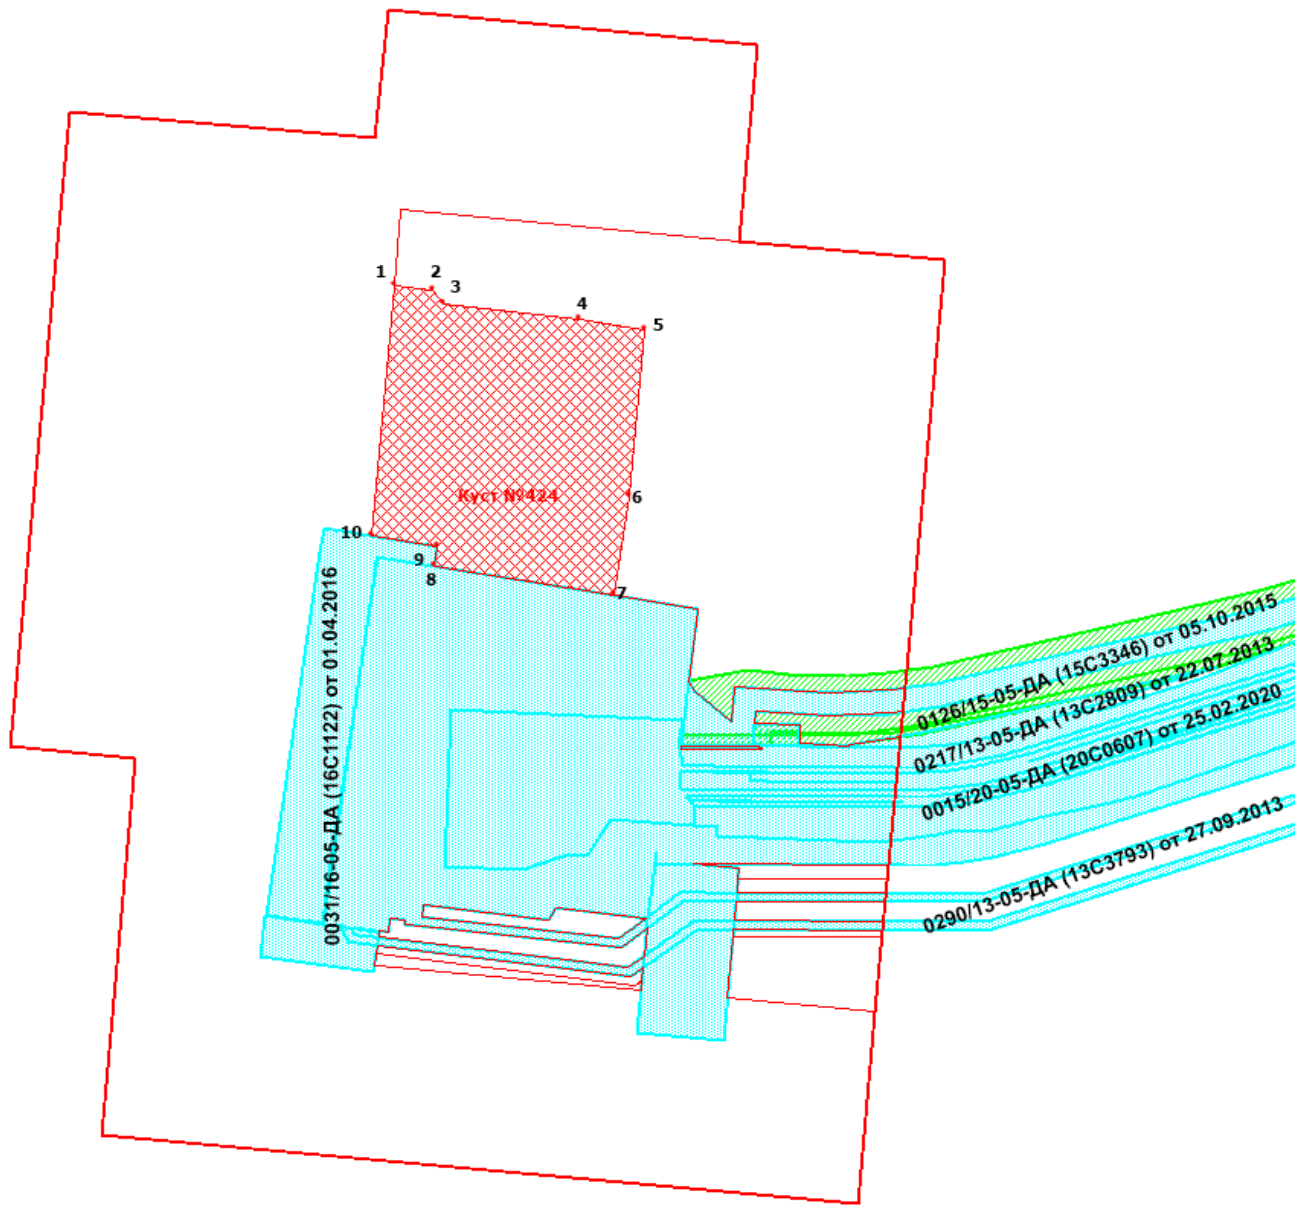 1
2
3
4
5
Куст №424
6
10
9
8
7
0031/16-05-ДА (16С1122) от 01.04.2016
0126/15-05-ДА (15С3346) от 05.10.2015
0217/13-05-ДА (13С2809) от 22.07.2013
0015/20-05-ДА (20С0607) от 25.02.2020
0290/13-05-ДА (13С3793) от 27.09.2013